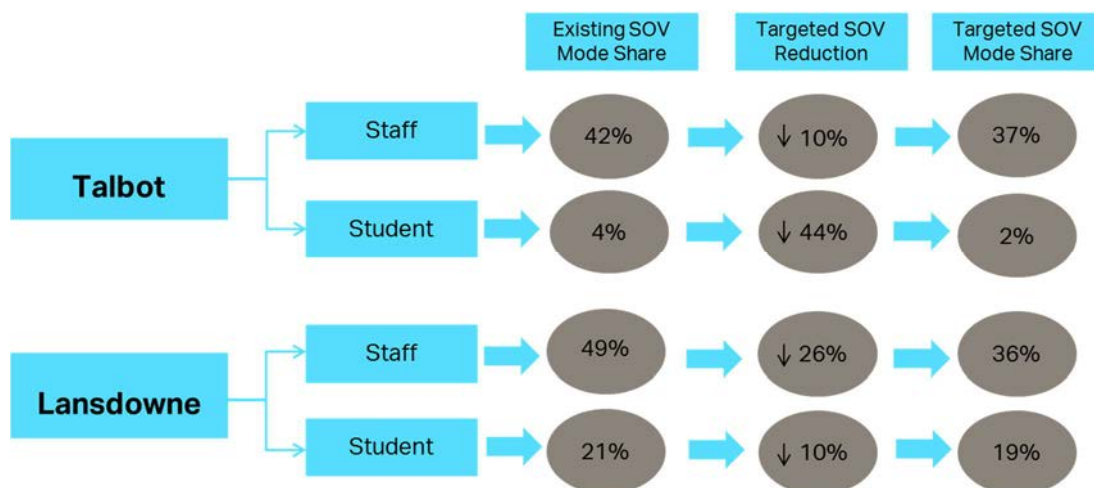 Existing SOV
Mode Share
Targeted SOV
Reduction
Targeted SOV
Mode Share
Talbot
Staff
42%
↓ 10%
37%
Student
4%
↓ 44%
2%
Lansdowne
Staff
49%
↓ 26%
36%
Student
21%
↓ 10%
19%